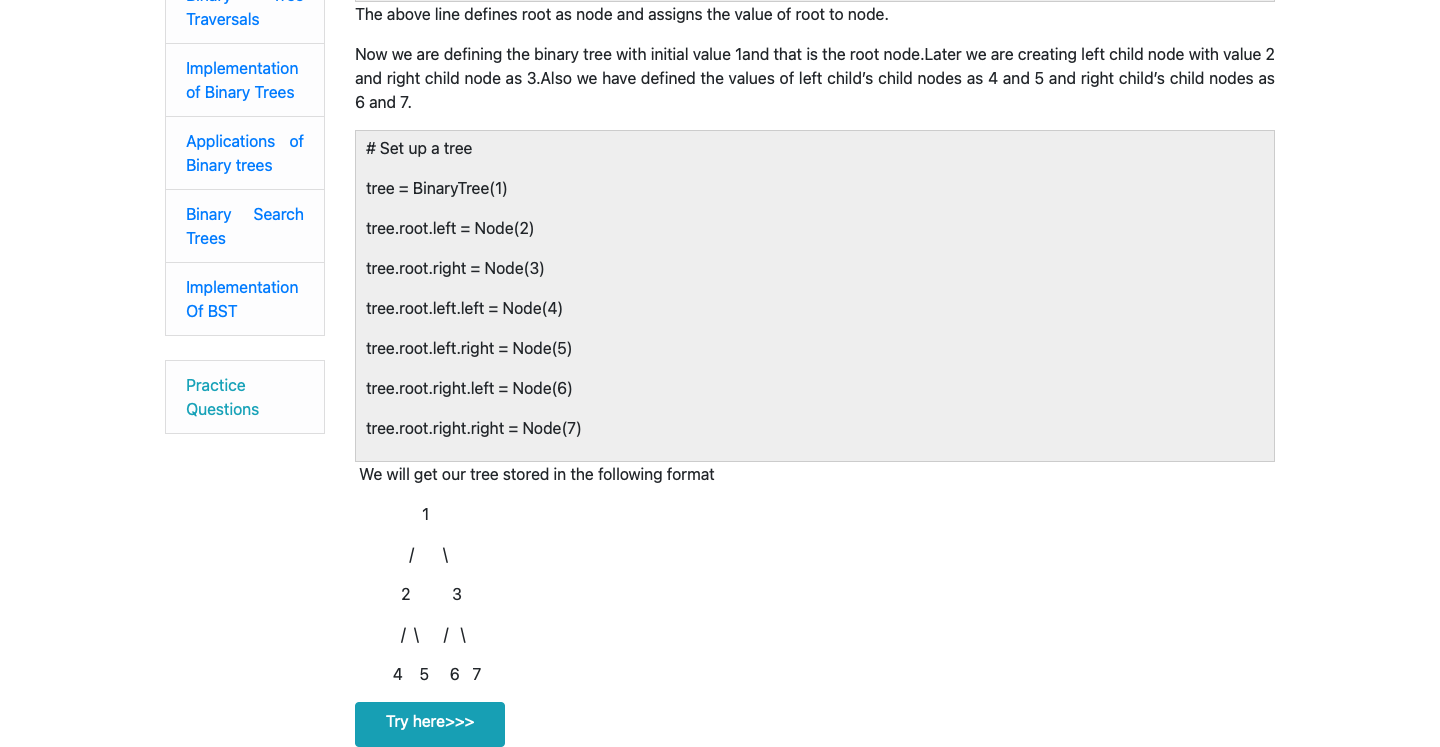 Traversals
Implementation
of Binary Trees
Applications of
Binary trees
Binary Search
Trees
Implementation
Of BST
Practice
Questions
The above line defines root as node and assigns the value of root to node.
Now we are defining the binary tree with initial value 1and that is the root node.Later we are creating left child node with value 2
and right child node as 3.Also we have defined the values of left child’s child nodes as 4 and 5 and right child’s child nodes as
6 and 7.
# Set up a tree
tree = BinaryTree(1)
tree.root.left = Node(2)
tree.root.right = Node(3)
tree.root.left.left = Node(4)
tree.root.left.right = Node(5)
tree.root.right.left = Node(6)
tree.root.right.right = Node(7)
We will get our tree stored in the following format
1
/ \
2 3
/ \ / \
4 5 6 7
Try here>>>